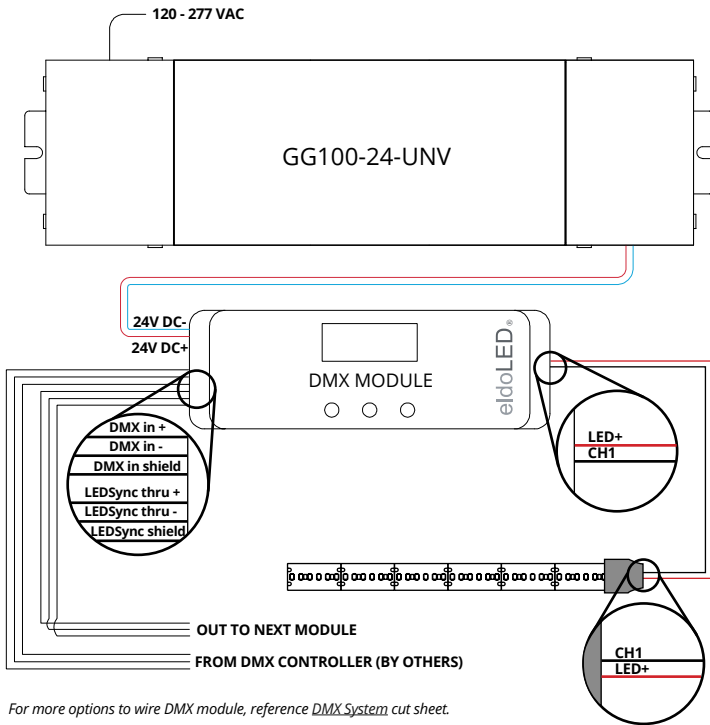 120 - 277 VAC
GG100-24-UNV
24V DC-
24V DC+
DMX MODULE
eldoLED®
DMX in +
DMX in -
DMX in shield
LEDSync thru +
LEDSync thru -
LEDSync shield
LED+
CH1
OUT TO NEXT MODULE
FROM DMX CONTROLLER (BY OTHERS)
CH1
LED+
For more options to wire DMX module, reference DMX System cut sheet.